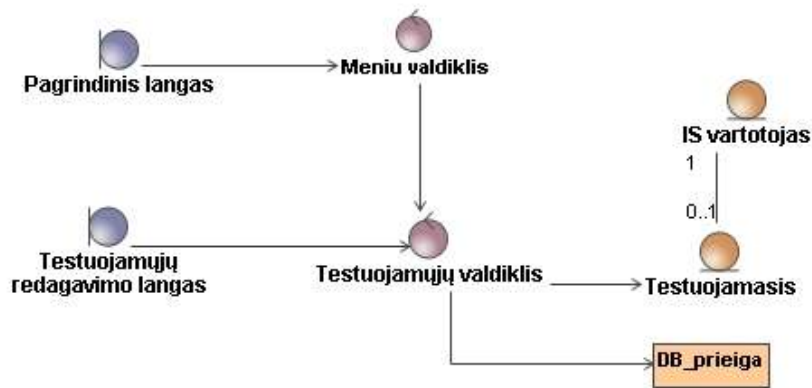 Pagrindinis langas
Meniu valdiklis
IS vartotojas
1
0..1
Testuojamųjų
redagavimo langas
Testuojamųjų valdiklis
Testuojamasis
DB_prieiga